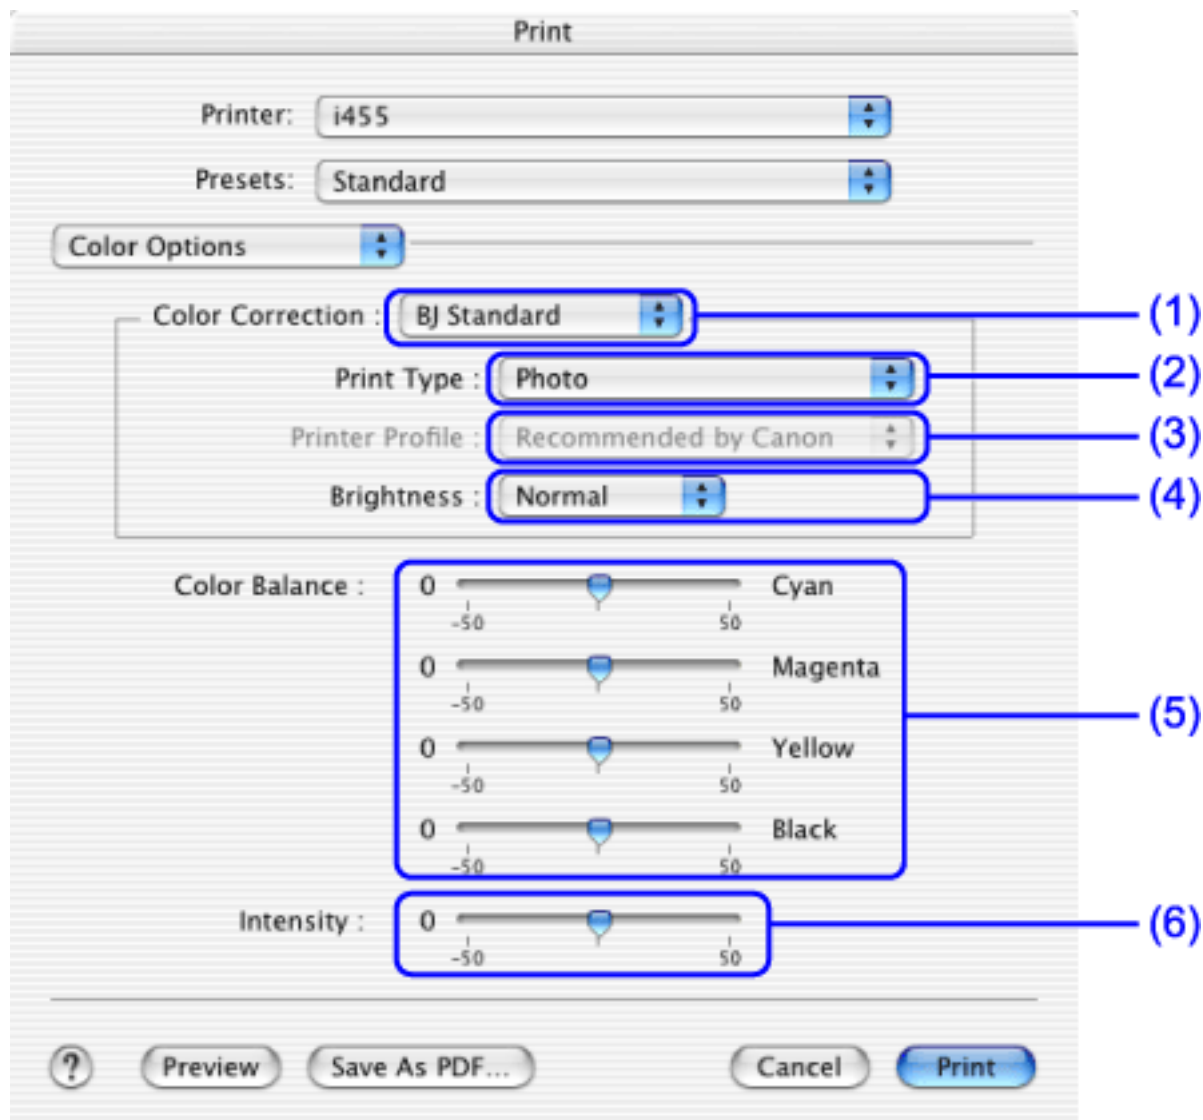 Print
Printer: i455
Presets: Standard
Color Options
Color Correction : BJ Standard (1)
Print Type : Photo (2)
Printer Profile : Recommended by Canon (3)
Brightness : Normal (4)
Color Balance : 0 Cyan
-50 50
0 Magenta
-50 50
(5)
0 Yellow
-50 50
0 Black
-50 50
Intensity : 0 (6)
-50 50
? Preview Save As PDF... Cancel Print